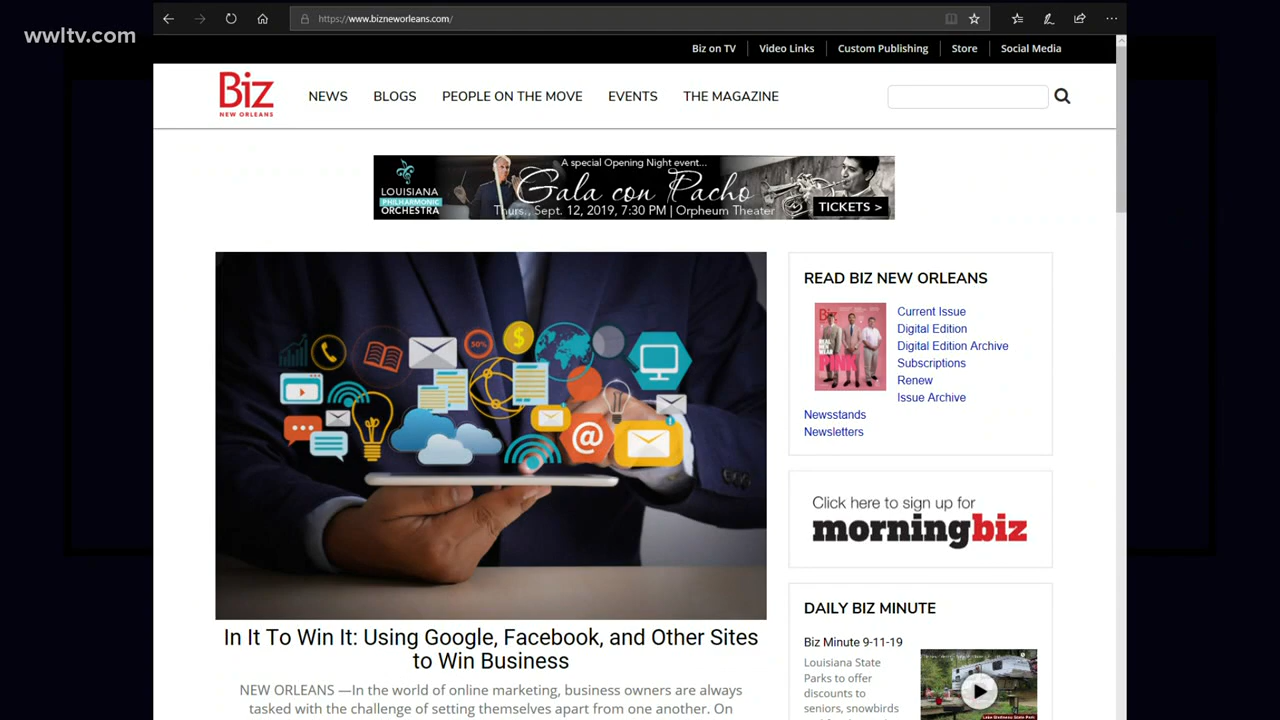 wwltv.com
https://www.bizneworleans.com/
Biz on TV
Video Links
Custom Publishing
Store
Social Media
Biz
NEW ORLEANS
NEWS
BLOGS
PEOPLE ON THE MOVE
EVENTS
THE MAGAZINE
LOUISIANA
PHILHARMONIC
ORCHESTRA
A special Opening Night event...
Gala con Pacho
Thurs., Sept. 12, 2019, 7:30 PM | Orpheum Theater
TICKETS >
50%
$
@
In It To Win It: Using Google, Facebook, and Other Sites
to Win Business
NEW ORLEANS —In the world of online marketing, business owners are always
tasked with the challenge of setting themselves apart from one another. On
READ BIZ NEW ORLEANS
Biz
REAL
MEN
WEAR
PINK
Current Issue
Digital Edition
Digital Edition Archive
Subscriptions
Renew
Issue Archive
Newsstands
Newsletters
Click here to sign up for
morningbiz
DAILY BIZ MINUTE
Biz Minute 9-11-19
Louisiana State
Parks to offer
discounts to
seniors, snowbirds